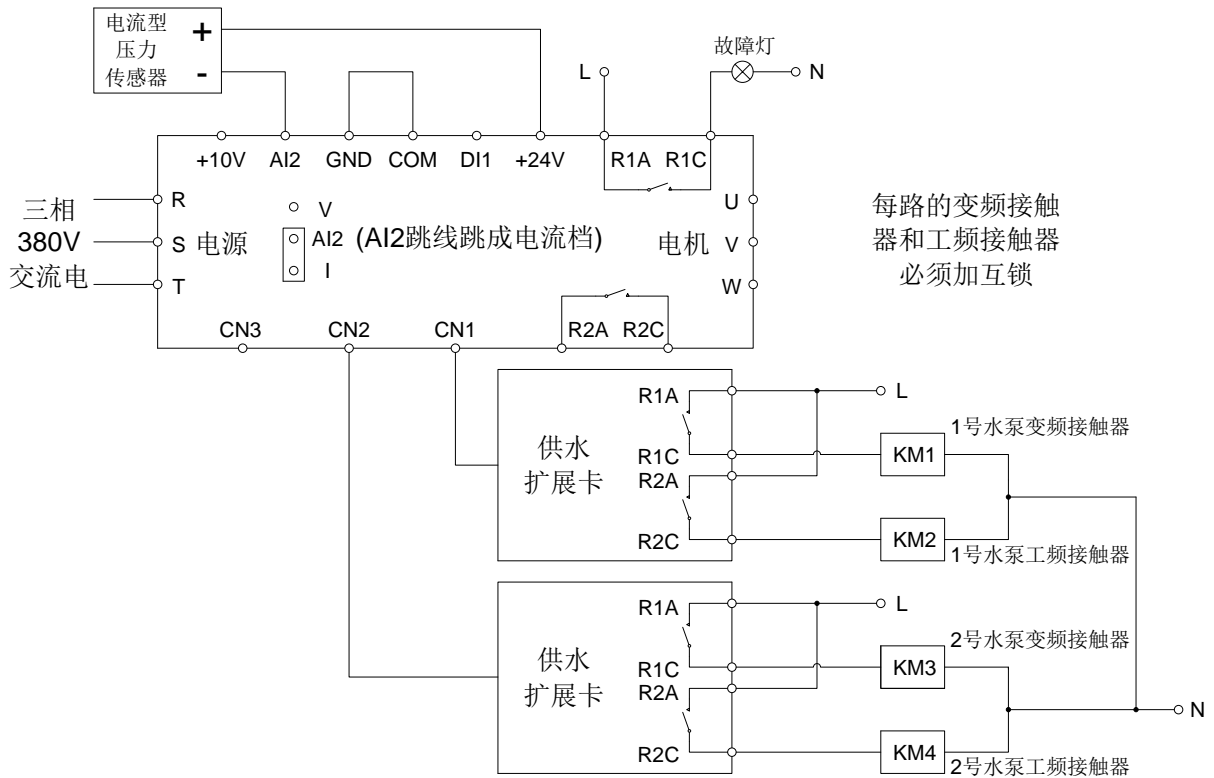 电流型
压力
传感器
+
-
故障灯
L
N
+10V AI2 GND COM DI1 +24V R1A R1C
三相
380V
交流电
R
S
T
电源
V
AI2 (AI2跳线跳成电流档)
I
电机
U
V
W
每路的变频接触
器和工频接触器
必须加互锁
CN3 CN2 CN1 R2A R2C
供水
扩展卡
R1A
R1C
R2A
R2C
L
1号水泵变频接触器
KM1
KM2
1号水泵工频接触器
供水
扩展卡
R1A
R1C
R2A
R2C
L
2号水泵变频接触器
KM3
N
KM4
2号水泵工频接触器